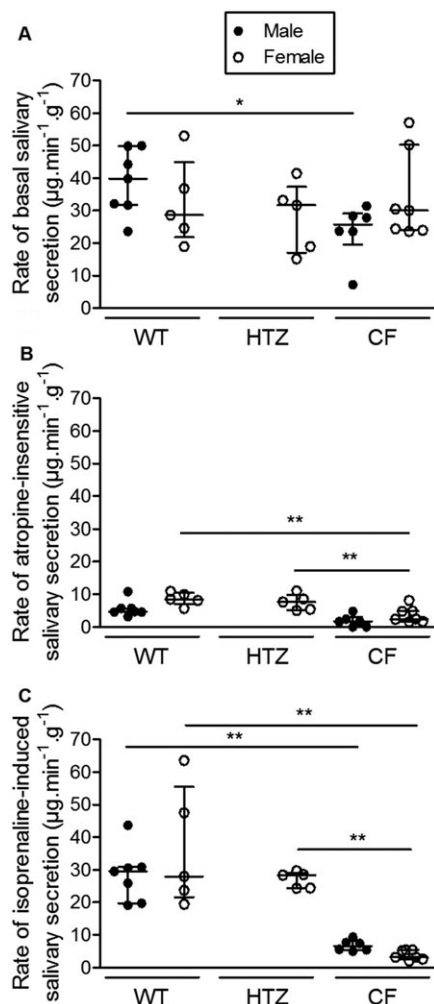 Male
Female
A
Rate of basal salivary
secretion (µg.min⁻¹.g⁻¹)
70
60
50
40
30
20
10
0
*
WT
HTZ
CF
B
Rate of atropine-insensitive
salivary secretion (µg.min⁻¹.g⁻¹)
70
60
50
40
30
20
10
0
**
**
WT
HTZ
CF
C
Rate of isoprenaline-induced
salivary secretion (µg.min⁻¹.g⁻¹)
70
60
50
40
30
20
10
0
**
**
**
WT
HTZ
CF